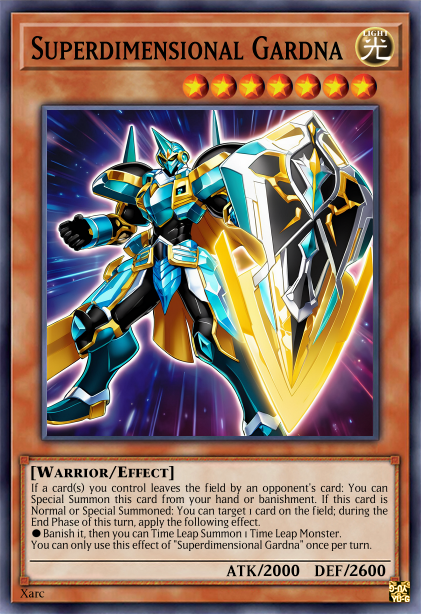 Superdimensional Gardna
LIGHT
光
[Warrior/Effect]
If a card(s) you control leaves the field by an opponent's card: You can
Special Summon this card from your hand or banishment. If this card is
Normal or Special Summoned: You can target 1 card on the field; during the
End Phase of this turn, apply the following effect.
●Banish it, then you can Time Leap Summon 1 Time Leap Monster.
You can only use this effect of "Superdimensional Gardna" once per turn.
ATK/2000 DEF/2600
Xarc